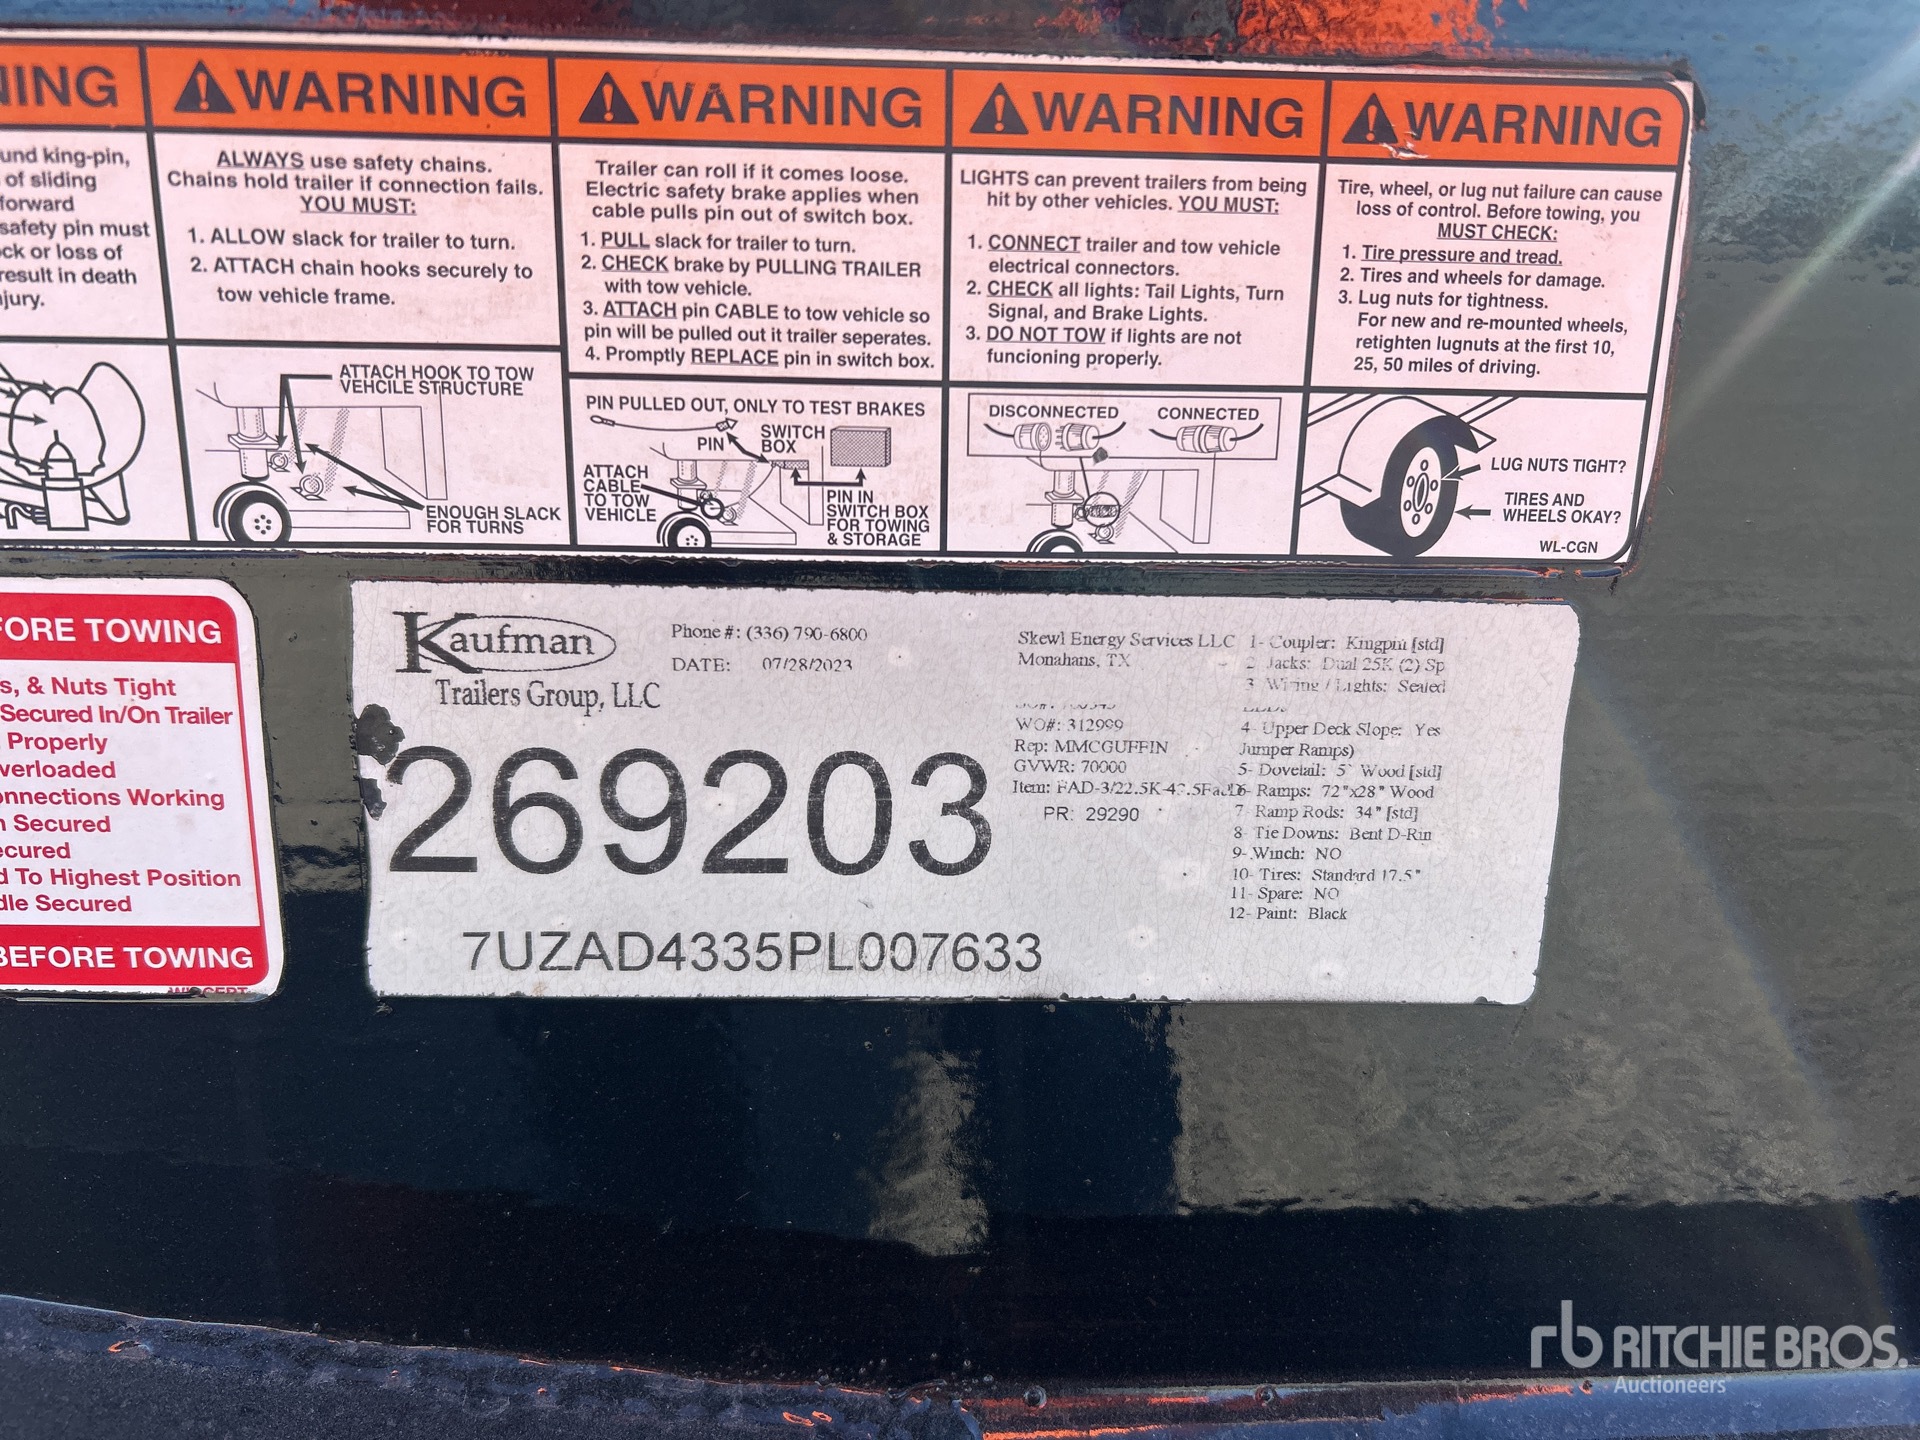 NING
WARNING
WARNING
WARNING
WARNING
und king-pin,
of sliding
forward
safety pin must
ck or loss of
result in death
jury.
ALWAYS use safety chains.
Chains hold trailer if connection fails.
YOU MUST:
1. ALLOW slack for trailer to turn.
2. ATTACH chain hooks securely to
tow vehicle frame.
ATTACH HOOK TO TOW
VEHCILE STRUCTURE
ENOUGH SLACK
FOR TURNS
Trailer can roll if it comes loose.
Electric safety brake applies when
cable pulls pin out of switch box.
1. PULL slack for trailer to turn.
2. CHECK brake by PULLING TRAILER
with tow vehicle.
3. ATTACH pin CABLE to tow vehicle so
pin will be pulled out it trailer seperates.
4. Promptly REPLACE pin in switch box.
PIN PULLED OUT, ONLY TO TEST BRAKES
PIN
SWITCH
BOX
ATTACH
CABLE
TO TOW
VEHICLE
PIN IN
SWITCH BOX
FOR TOWING
& STORAGE
LIGHTS can prevent trailers from being
hit by other vehicles. YOU MUST:
1. CONNECT trailer and tow vehicle
electrical connectors.
2. CHECK all lights: Tail Lights, Turn
Signal, and Brake Lights.
3. DO NOT TOW if lights are not
funcioning properly.
DISCONNECTED
CONNECTED
Tire, wheel, or lug nut failure can cause
loss of control. Before towing, you
MUST CHECK:
1. Tire pressure and tread.
2. Tires and wheels for damage.
3. Lug nuts for tightness.
For new and re-mounted wheels,
retighten lugnuts at the first 10,
25, 50 miles of driving.
LUG NUTS TIGHT?
TIRES AND
WHEELS OKAY?
WL-CGN
FORE TOWING
s, & Nuts Tight
Secured In/On Trailer
Properly
verloaded
onnections Working
n Secured
ecured
d To Highest Position
dle Secured
BEFORE TOWING
Kaufman
Trailers Group, LLC
Phone #: (336) 790-6800
DATE: 07/28/2023
269203
7UZAD4335PL007633
Skewl Energy Services LLC
Monahans, TX
WO#: 312999
Rep: MMCGUFFIN
GVWR: 70000
Item: FAD-3/22.5K-
PR: 29290
1- Coupler: Kingpin [std]
2 Jacks: Dual 25K (2) Sp
3 Wiring / Lights: Sealed
4- Upper Deck Slope: Yes
Jumper Ramps)
5- Dovetail: 5' Wood [std]
6- Ramps: 72"x28" Wood
7- Ramp Rods: 34" [std]
8- Tie Downs: Bent D-Rin
9- Winch: NO
10- Tires: Standard 17.5"
11- Spare: NO
12- Paint: Black
rb RITCHIE BROS.
Auctioneers